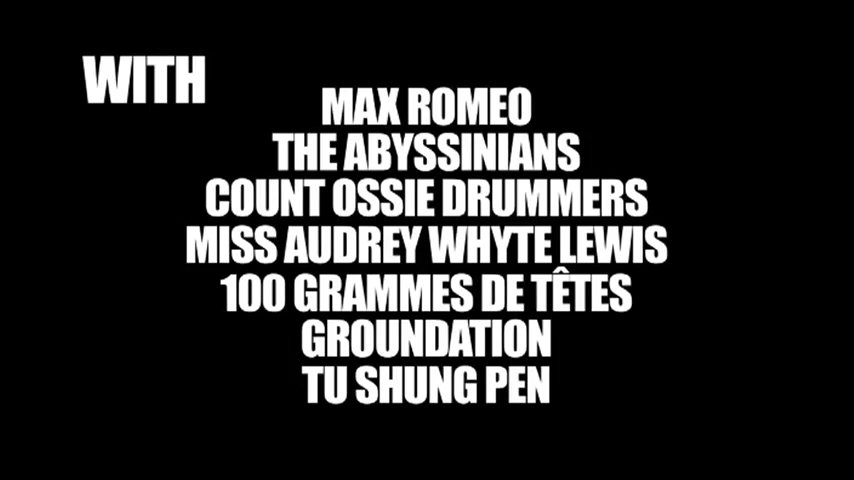 WITH
MAX ROMEO
THE ABYSSINIANS
COUNT OSSIE DRUMMERS
MISS AUDREY WHYTE LEWIS
100 GRAMMES DE TÊTES
GROUNDATION
TU SHUNG PEN